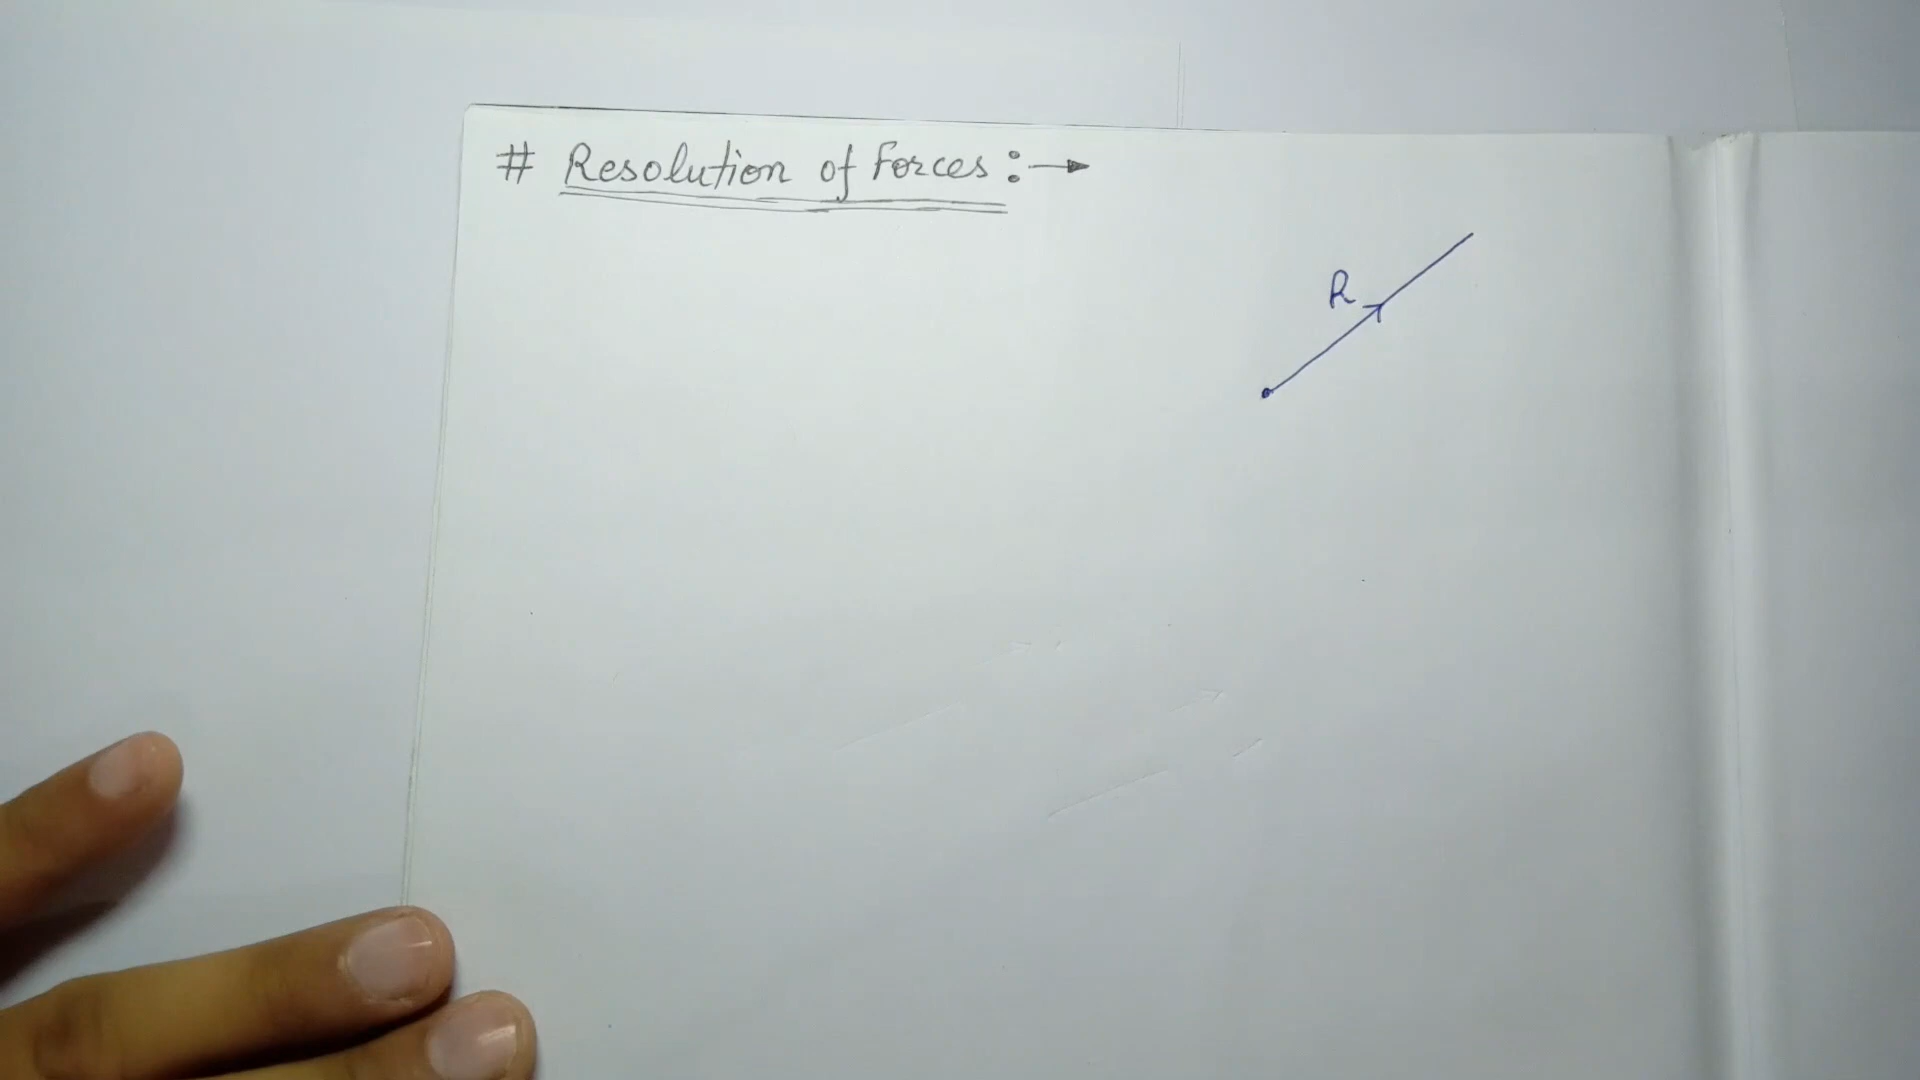 # Resolution of Forces :→
R